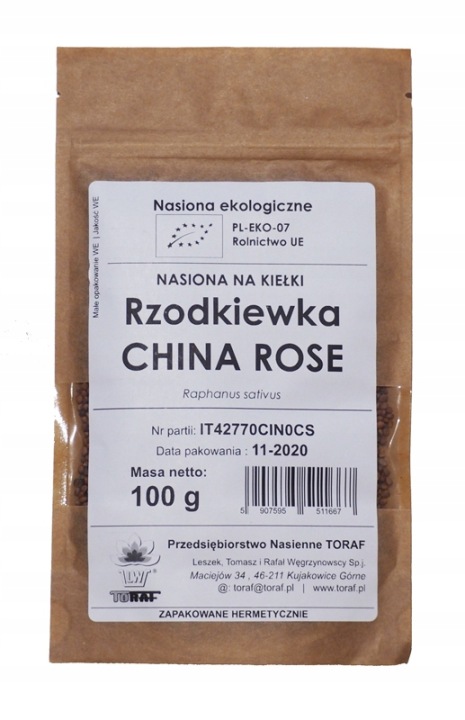 Nasiona ekologiczne
PL-EKO-07
Rolnictwo UE
Małe opakowanie WE | Jakość WE
NASIONA NA KIEŁKI
Rzodkiewka
CHINA ROSE
Raphanus sativus
Nr partii: IT42770CIN0CS
Data pakowania : 11-2020
Masa netto:
100 g
5 907595 511667
Przedsiębiorstwo Nasienne TORAF
Leszek, Tomasz i Rafał Węgrzynowscy Sp.j.
Maciejów 34 , 46-211 Kujakowice Górne
@: toraf@toraf.pl | www.toraf.pl
LWT ®
TORAF
ZAPAKOWANE HERMETYCZNIE